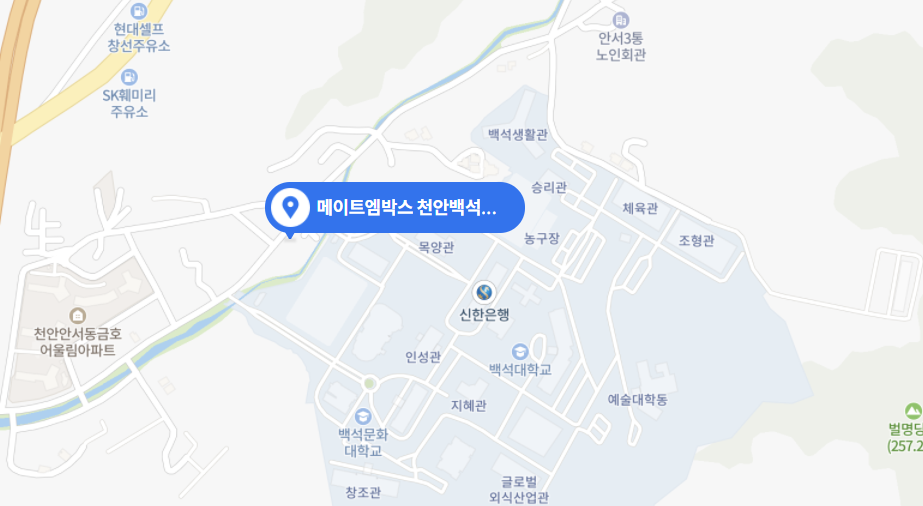 현대셀프
창선주유소
안서3통
노인회관
SK훼미리
주유소
백석생활관
승리관
메이트엠박스 천안백석...
체육관
농구장
조형관
목양관
신한은행
천안안서동금호
어울림아파트
인성관
백석대학교
지혜관
예술대학동
백석문화
대학교
벌명당
(257.2
글로벌
외식산업관
창조관